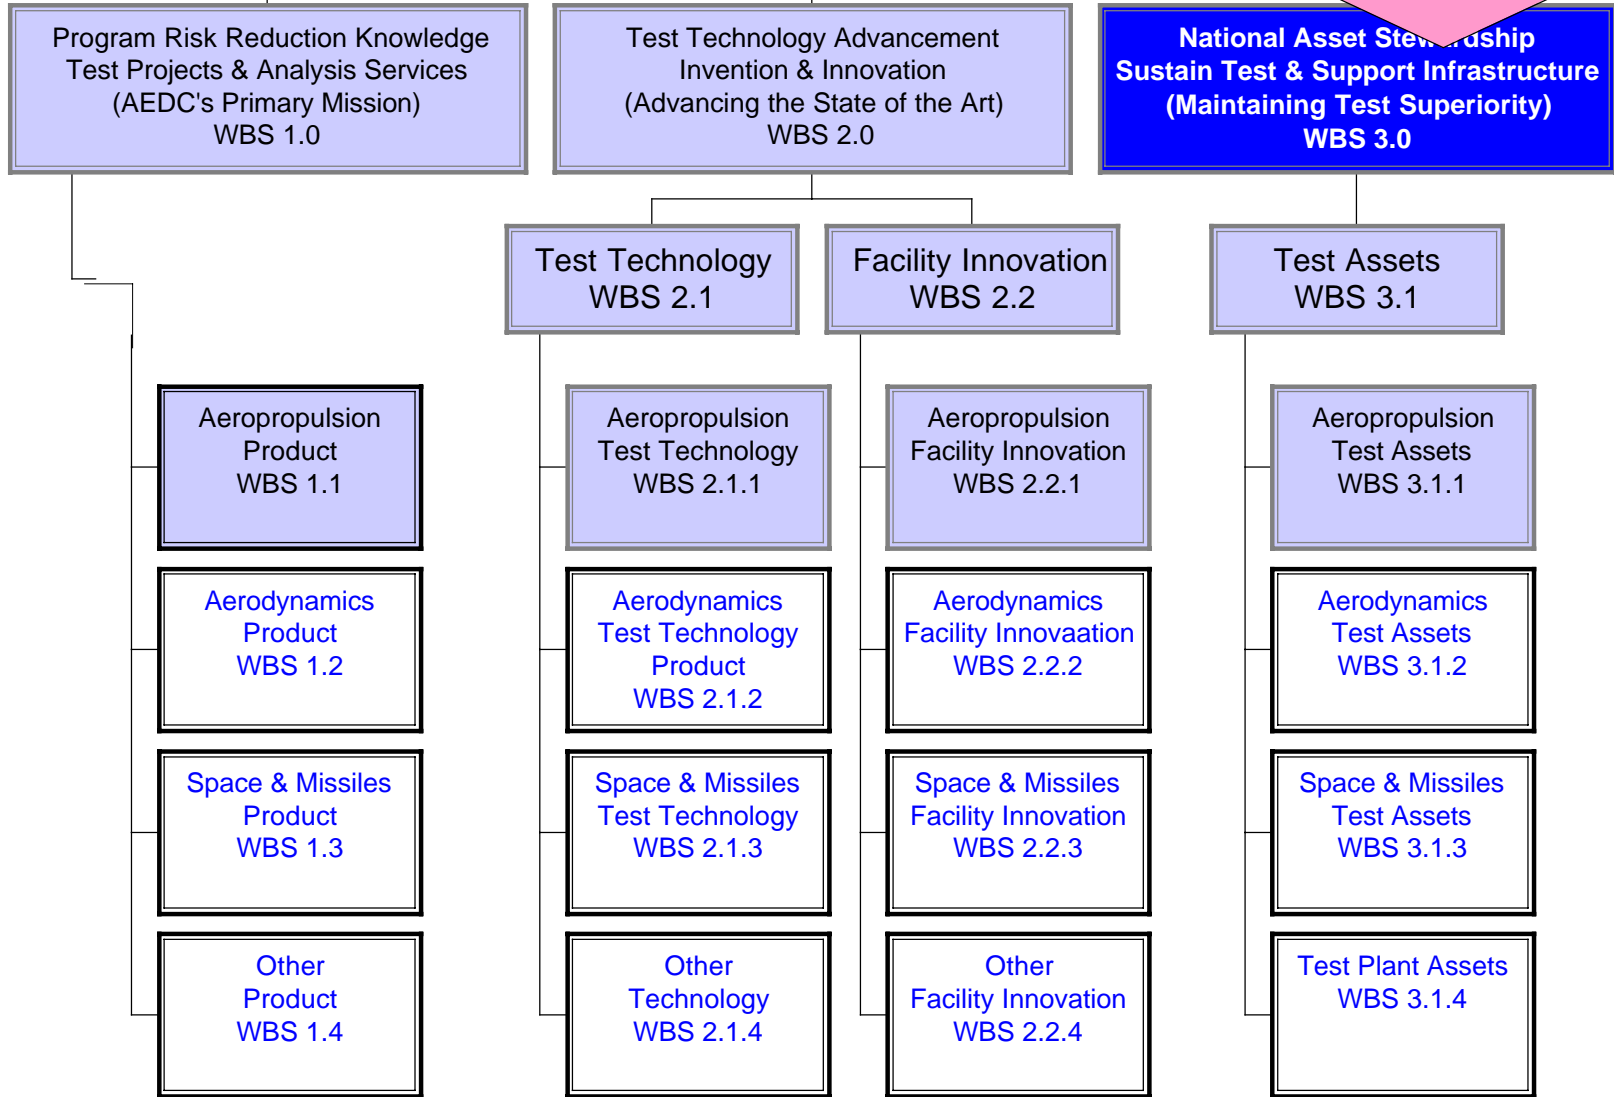 Program Risk Reduction Knowledge
Test Projects & Analysis Services
(AEDC's Primary Mission)
WBS 1.0
Test Technology Advancement
Invention & Innovation
(Advancing the State of the Art)
WBS 2.0
National Asset Stewardship
Sustain Test & Support Infrastructure
(Maintaining Test Superiority)
WBS 3.0
Test Technology
WBS 2.1
Facility Innovation
WBS 2.2
Test Assets
WBS 3.1
Aeropropulsion
Product
WBS 1.1
Aeropropulsion
Test Technology
WBS 2.1.1
Aeropropulsion
Facility Innovation
WBS 2.2.1
Aeropropulsion
Test Assets
WBS 3.1.1
Aerodynamics
Product
WBS 1.2
Aerodynamics
Test Technology
Product
WBS 2.1.2
Aerodynamics
Facility Innovaation
WBS 2.2.2
Aerodynamics
Test Assets
WBS 3.1.2
Space & Missiles
Product
WBS 1.3
Space & Missiles
Test Technology
WBS 2.1.3
Space & Missiles
Facility Innovation
WBS 2.2.3
Space & Missiles
Test Assets
WBS 3.1.3
Other
Product
WBS 1.4
Other
Technology
WBS 2.1.4
Other
Facility Innovation
WBS 2.2.4
Test Plant Assets
WBS 3.1.4